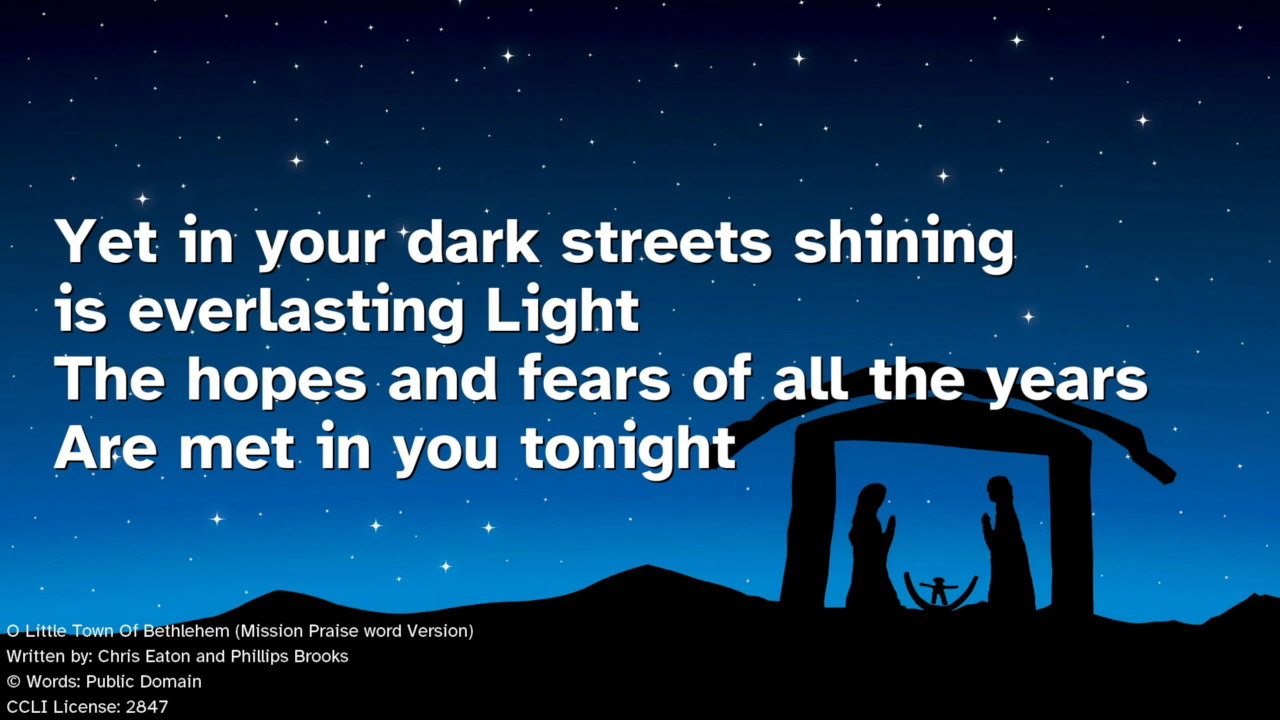 Yet in your dark streets shining
is everlasting Light
The hopes and fears of all the years
Are met in you tonight
O Little Town Of Bethlehem (Mission Praise word Version)
Written by: Chris Eaton and Phillips Brooks
© Words: Public Domain
CCLI License: 2847